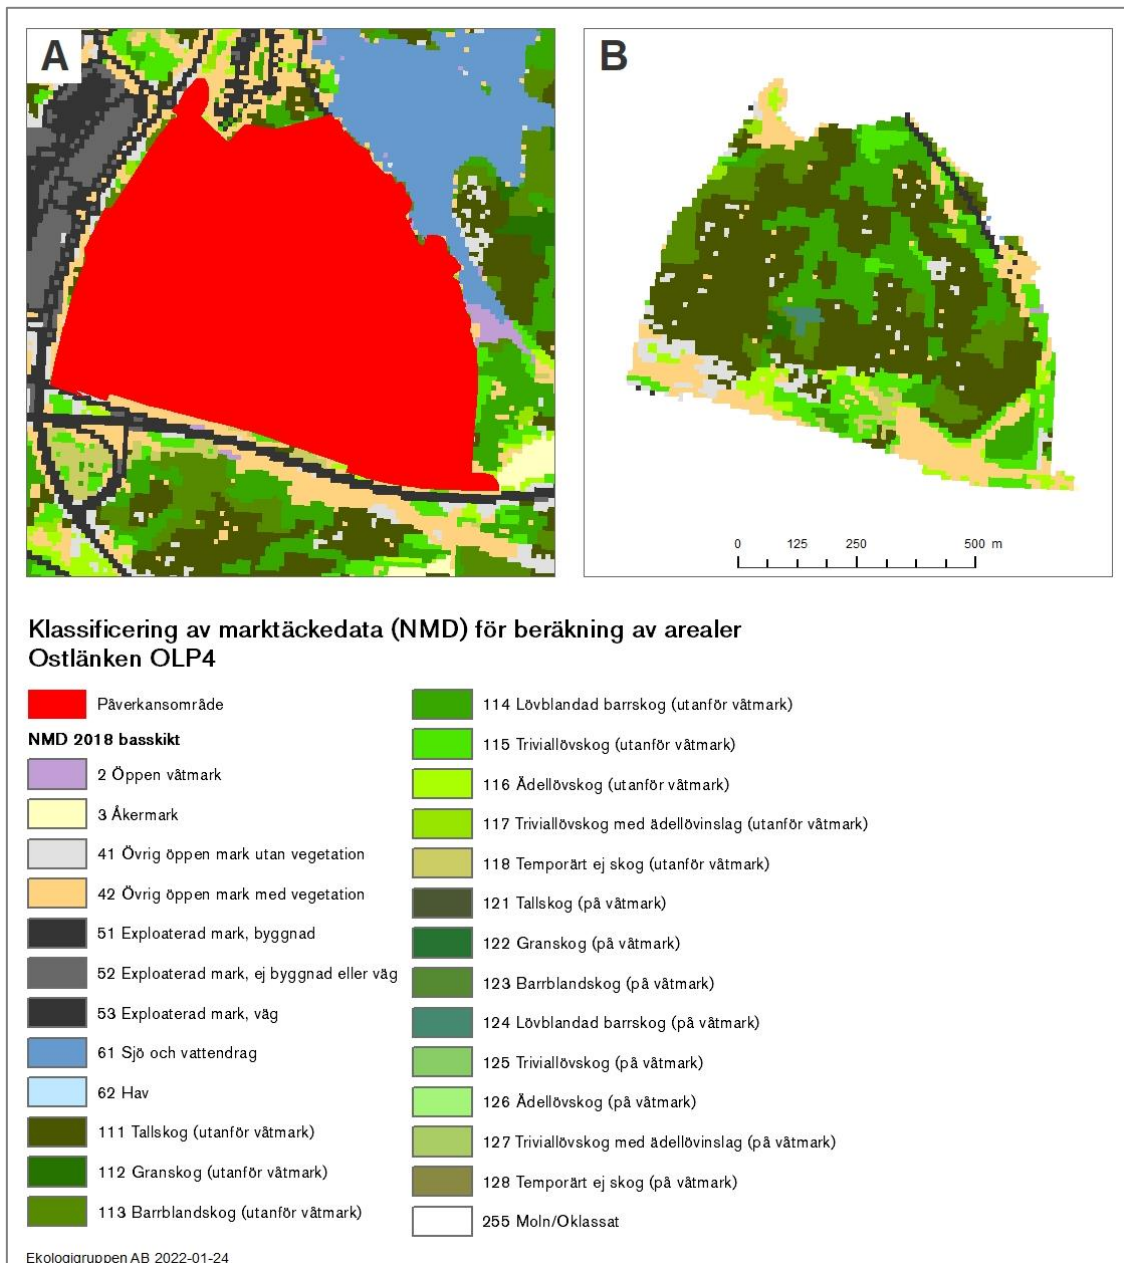 A
B
0 125 250 500 m
Klassificering av marktäckedata (NMD) för beräkning av arealer
Ostlänken OLP4
Påverkansområde
NMD 2018 basskikt
2 Öppen våtmark
3 Åkermark
41 Övrig öppen mark utan vegetation
42 Övrig öppen mark med vegetation
51 Exploaterad mark, byggnad
52 Exploaterad mark, ej byggnad eller väg
53 Exploaterad mark, väg
61 Sjö och vattendrag
62 Hav
111 Tallskog (utanför våtmark)
112 Granskog (utanför våtmark)
113 Barrblandskog (utanför våtmark)
114 Lövblandad barrskog (utanför våtmark)
115 Triviallövskog (utanför våtmark)
116 Ädellövskog (utanför våtmark)
117 Triviallövskog med ädellövinslag (utanför våtmark)
118 Temporärt ej skog (utanför våtmark)
121 Tallskog (på våtmark)
122 Granskog (på våtmark)
123 Barrblandskog (på våtmark)
124 Lövblandad barrskog (på våtmark)
125 Triviallövskog (på våtmark)
126 Ädellövskog (på våtmark)
127 Triviallövskog med ädellövinslag (på våtmark)
128 Temporärt ej skog (på våtmark)
255 Moln/Oklassat
Ekologigruppen AB 2022-01-24